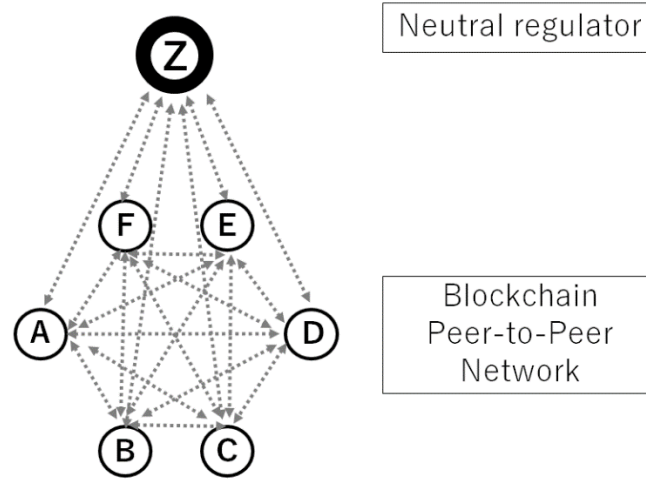 Z
Neutral regulator
F
E
A
D
Blockchain
Peer-to-Peer
Network
B
C